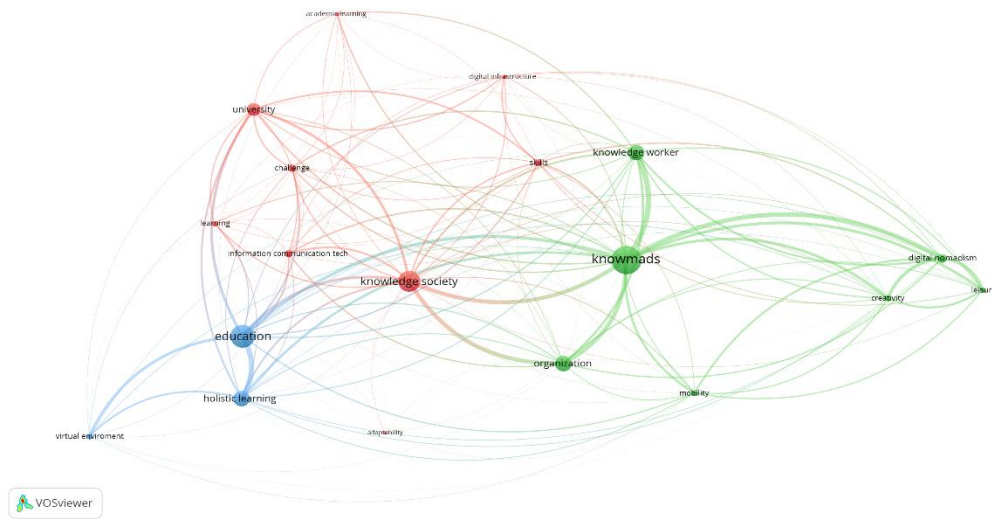 academic learning
digital infrastructure
university
knowledge worker
skills
challenge
learning
information communication tech
knowmads
digital nomadism
knowledge society
leisur
creativity
education
organization
mobility
holistic learning
adaptability
virtual enviroment
VOSviewer